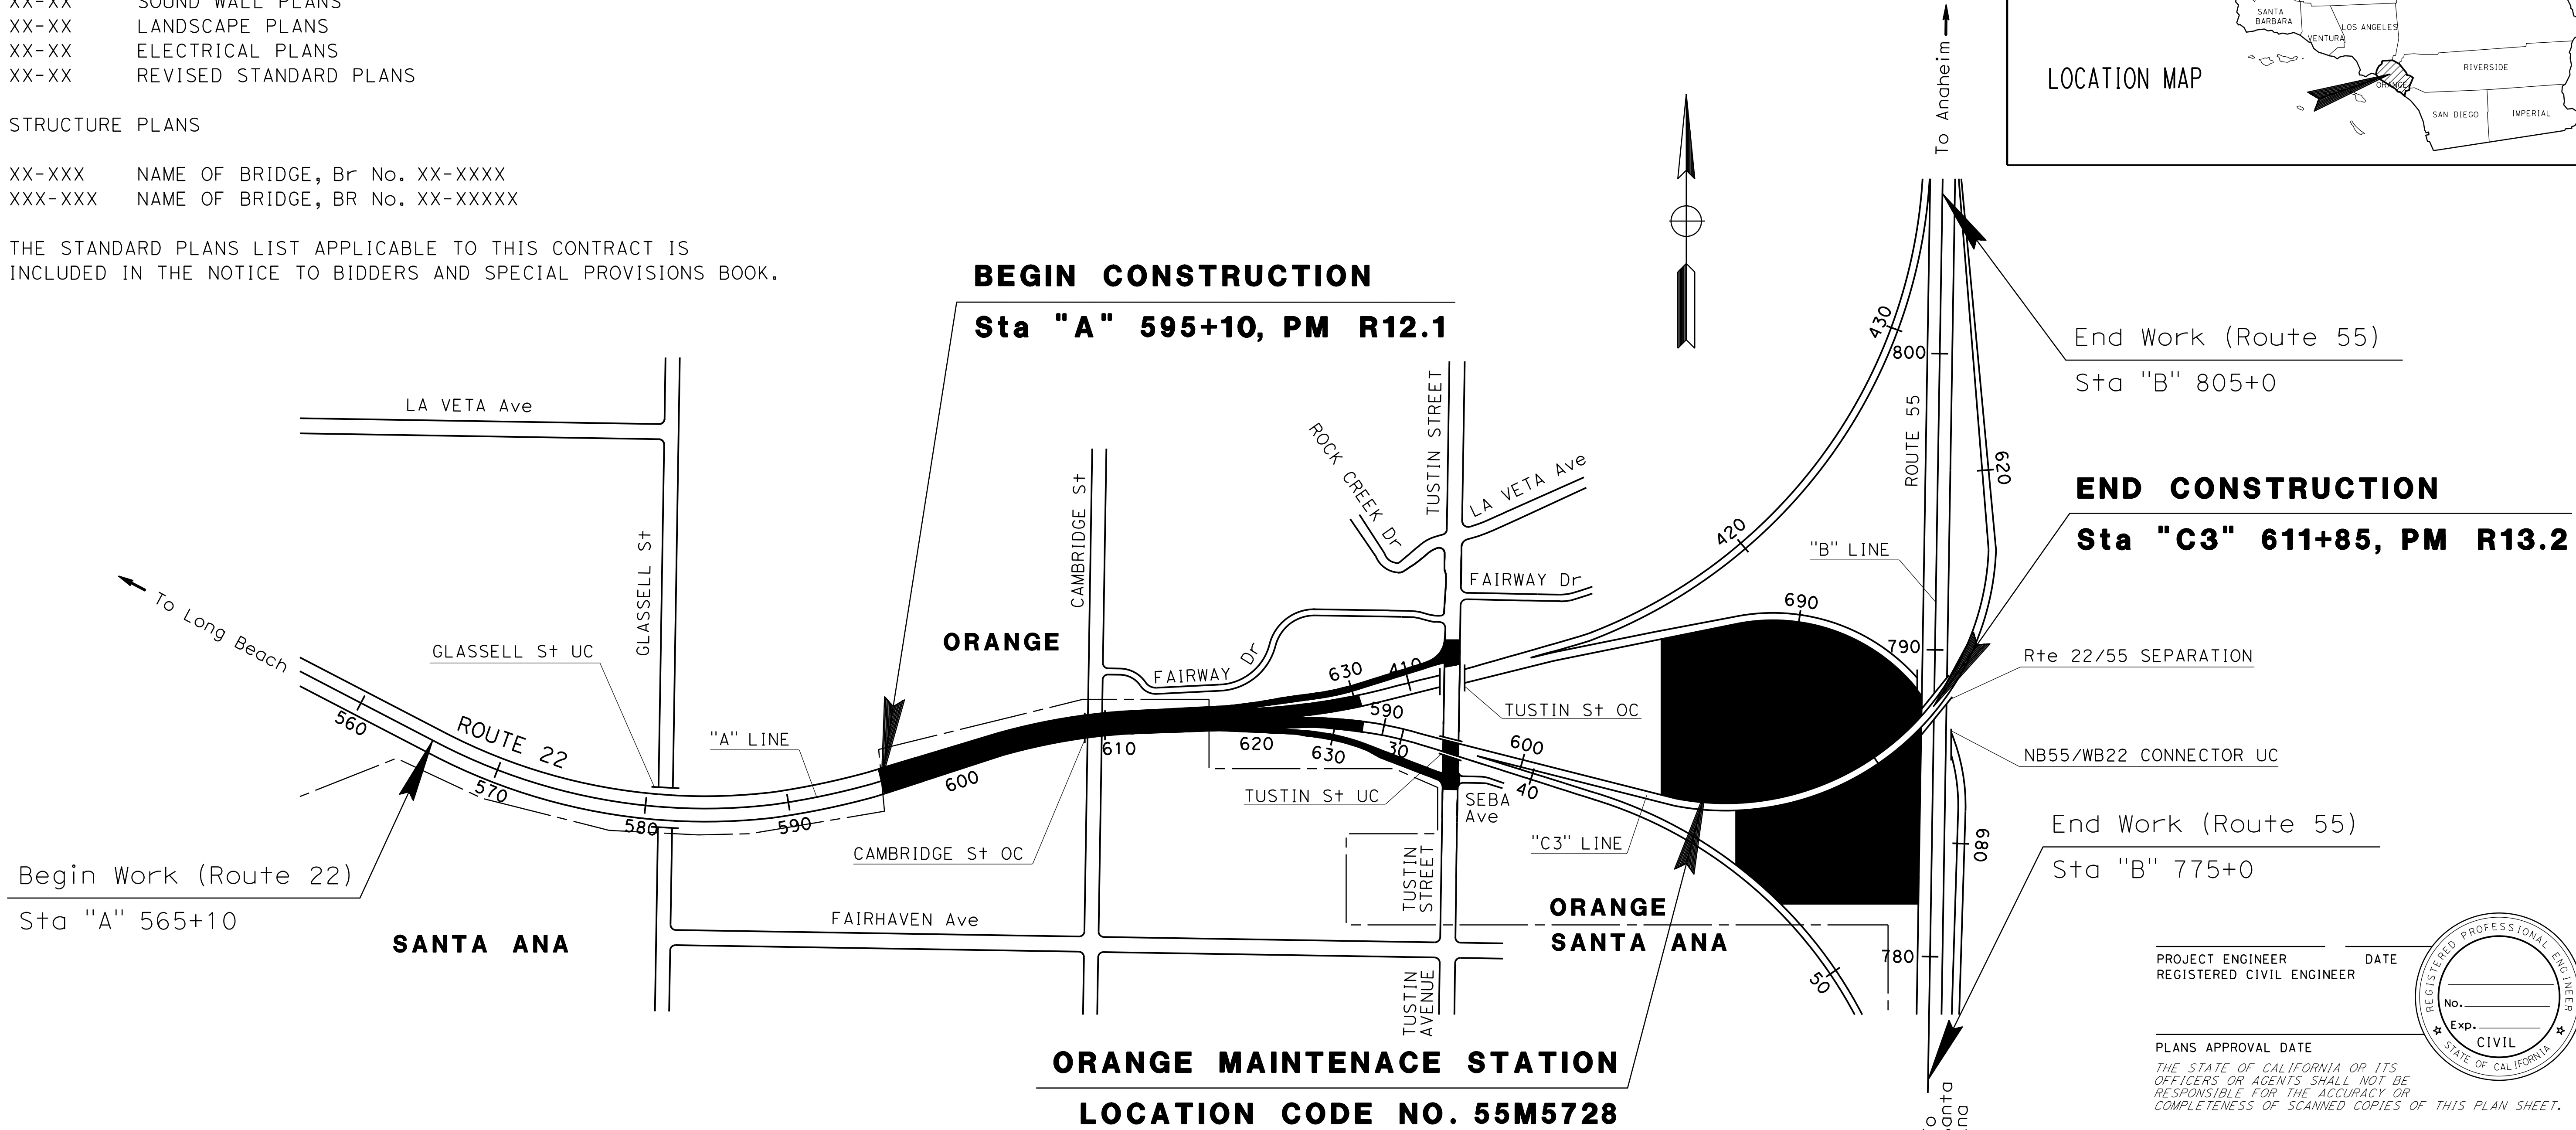 XX-XX SOUND WALL PLANS
XX-XX LANDSCAPE PLANS
XX-XX ELECTRICAL PLANS
XX-XX REVISED STANDARD PLANS
STRUCTURE PLANS
XX-XXX NAME OF BRIDGE, Br No. XX-XXXX
XXX-XXX NAME OF BRIDGE, BR No. XX-XXXXX
THE STANDARD PLANS LIST APPLICABLE TO THIS CONTRACT IS
INCLUDED IN THE NOTICE TO BIDDERS AND SPECIAL PROVISIONS BOOK.
LOCATION MAP
SANTA
BARBARA
VENTURA
LOS ANGELES
ORANGE
RIVERSIDE
SAN DIEGO
IMPERIAL
To Anaheim
BEGIN CONSTRUCTION
Sta "A" 595+10, PM R12.1
End Work (Route 55)
Sta "B" 805+0
END CONSTRUCTION
Sta "C3" 611+85, PM R13.2
LA VETA Ave
GLASSELL St
CAMBRIDGE St
ROCK CREEK Dr
TUSTIN STREET
LA VETA Ave
FAIRWAY Dr
FAIRWAY Dr
430
800
ROUTE 55
620
420
"B" LINE
690
790
To Long Beach
GLASSELL St UC
ORANGE
630
410
590
TUSTIN St OC
Rte 22/55 SEPARATION
NB55/WB22 CONNECTOR UC
560
ROUTE 22
570
580
590
"A" LINE
600
610
620
630
30
600
40
TUSTIN St UC
SEBA
Ave
CAMBRIDGE St OC
"C3" LINE
680
End Work (Route 55)
Sta "B" 775+0
Begin Work (Route 22)
Sta "A" 565+10
SANTA ANA
FAIRHAVEN Ave
TUSTIN
STREET
ORANGE
SANTA ANA
780
50
TUSTIN
AVENUE
ORANGE MAINTENACE STATION
LOCATION CODE NO. 55M5728
PROJECT ENGINEER DATE
REGISTERED CIVIL ENGINEER
PLANS APPROVAL DATE
THE STATE OF CALIFORNIA OR ITS
OFFICERS OR AGENTS SHALL NOT BE
RESPONSIBLE FOR THE ACCURACY OR
COMPLETENESS OF SCANNED COPIES OF THIS PLAN SHEET.
REGISTERED PROFESSIONAL ENGINEER
No.
Exp.
CIVIL
STATE OF CALIFORNIA